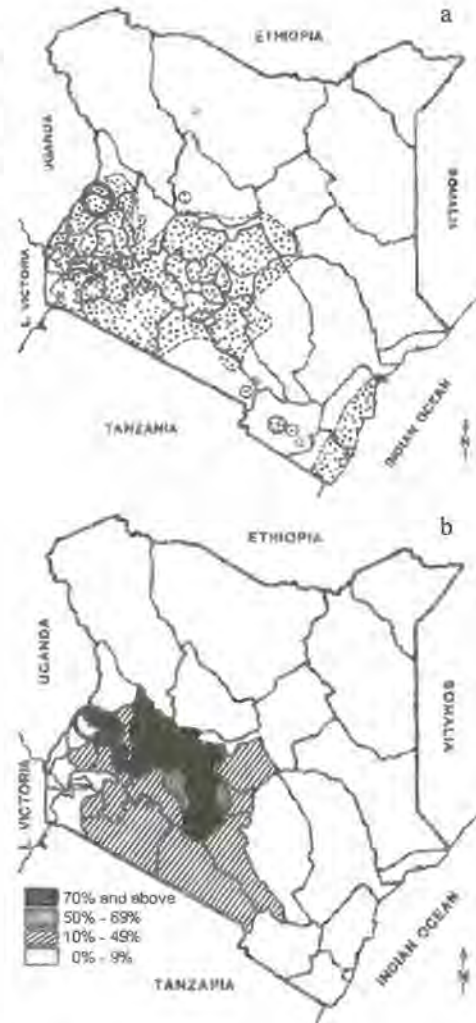 a
ETHIOPIA
UGANDA
SOMALIA
L. VICTORIA
TANZANIA
INDIAN OCEAN
N
b
ETHIOPIA
UGANDA
SOMALIA
L. VICTORIA
70% and above
50% - 69%
10% - 49%
0% - 9%
TANZANIA
INDIAN OCEAN
N